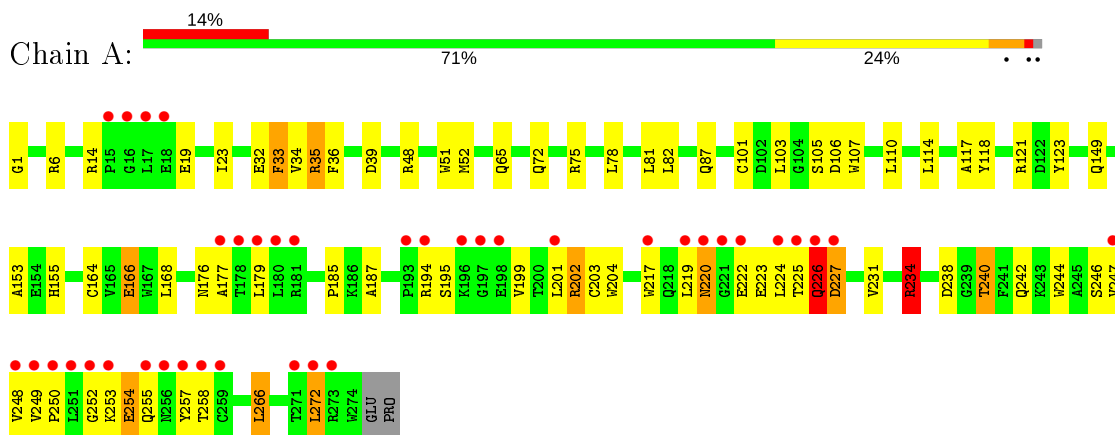 14%
Chain A:
71%
24%
G1 R6 R14 P15 G16 L17 E18 E19 I23 E32 F33 V34 R35 F36 D39 R48 W51 M52 Q65 Q72 R75 L78 L81 L82 Q87 C101 D102 L103 G104 S105 D106 W107 L110 L114 A117 Y118 R121 D122 Y123 Q149
A153 E154 H155 C164 V165 E166 W167 L168 N176 A177 T178 L179 L180 R181 P185 K186 A187 P193 R194 S195 K196 G197 E198 V199 T200 L201 R202 C203 W204 W217 Q218 L219 N220 G221 E222 E223 L224 T225 Q226 D227 V231 R234 D238 G239 T240 F241 Q242 K243 W244 A245 S246
V248 V249 P250 L251 G252 K253 E254 Q255 N256 Y257 T258 C259 L266 T271 L272 R273 W274 GLU PRO